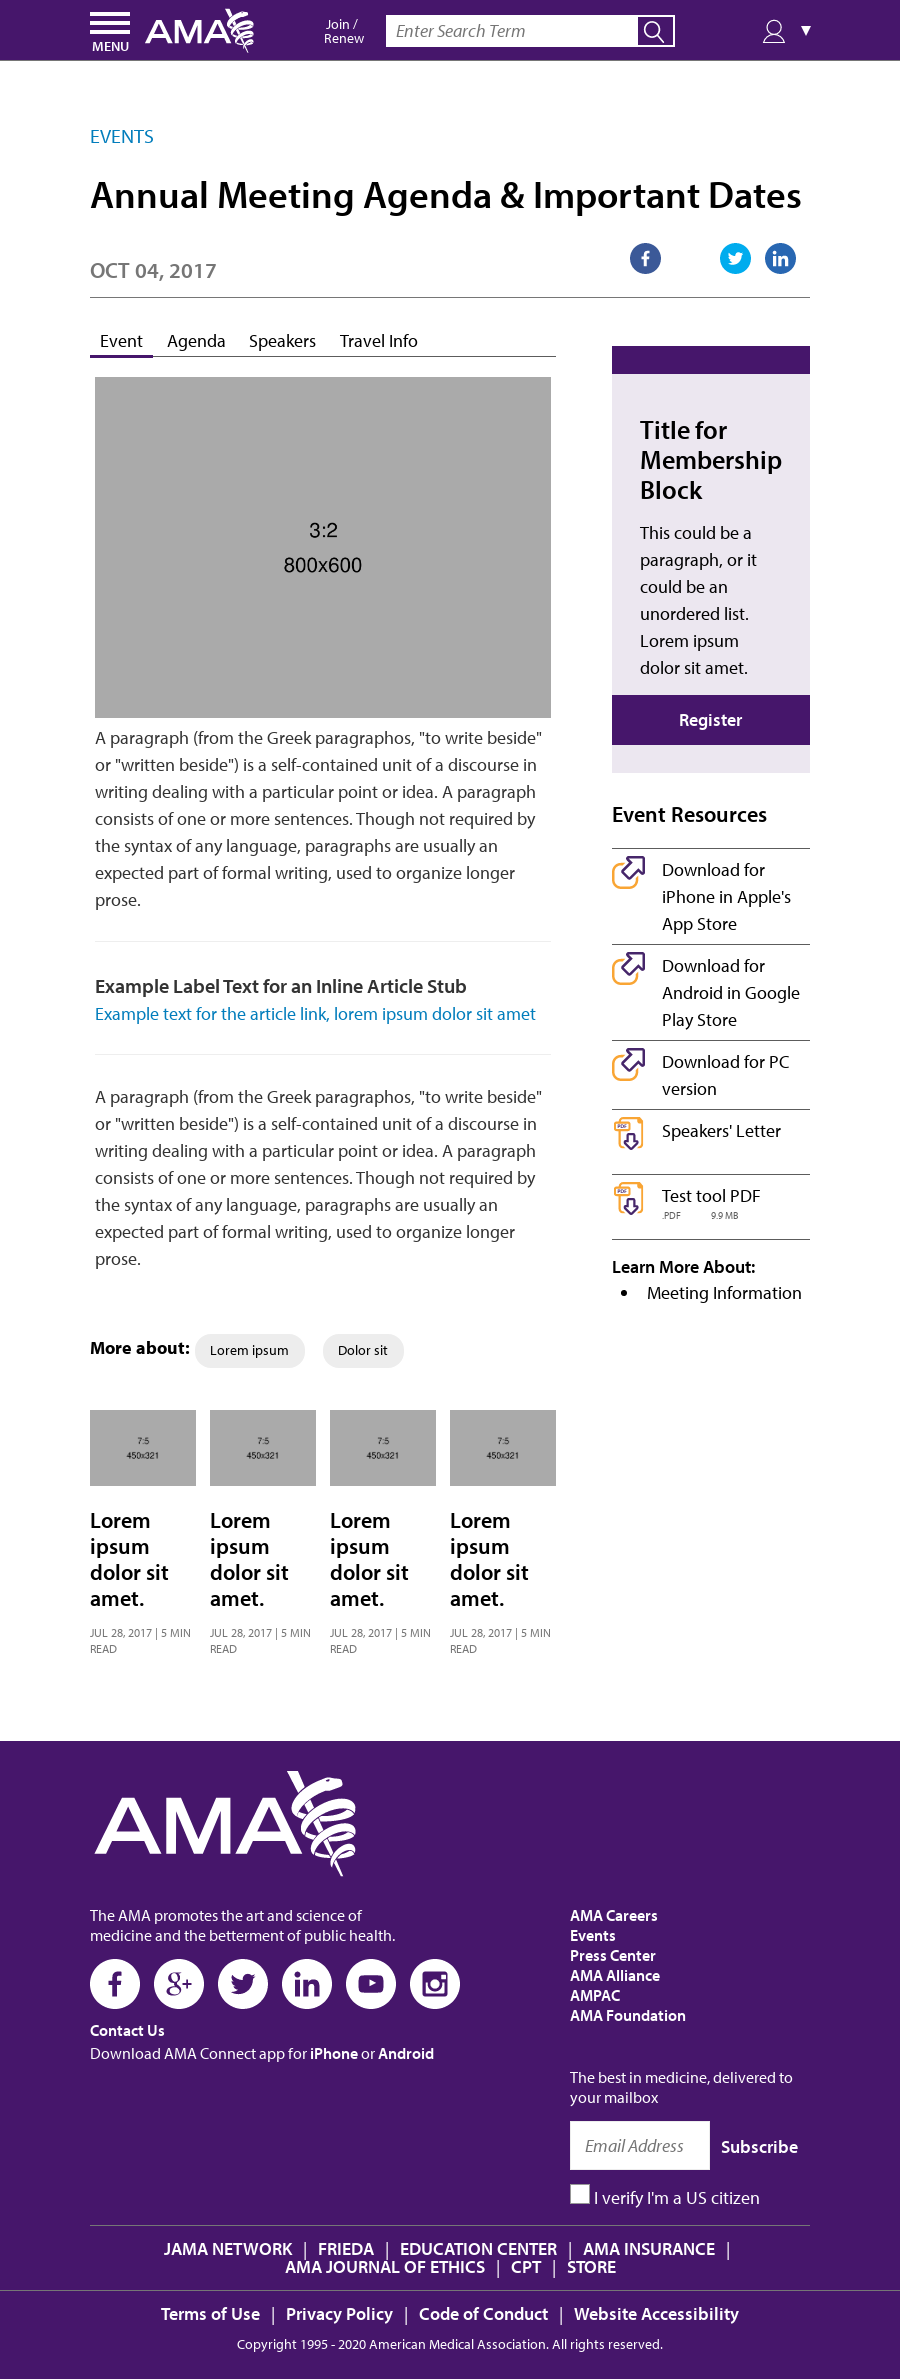 MENU
AMA
Join /
Renew
Enter Search Term
▼
EVENTS
Annual Meeting Agenda & Important Dates
OCT 04, 2017
Event
Agenda
Speakers
Travel Info
3:2
800x600
A paragraph (from the Greek paragraphos, "to write beside"
or "written beside") is a self-contained unit of a discourse in
writing dealing with a particular point or idea. A paragraph
consists of one or more sentences. Though not required by
the syntax of any language, paragraphs are usually an
expected part of formal writing, used to organize longer
prose.
Example Label Text for an Inline Article Stub
Example text for the article link, lorem ipsum dolor sit amet
A paragraph (from the Greek paragraphos, "to write beside"
or "written beside") is a self-contained unit of a discourse in
writing dealing with a particular point or idea. A paragraph
consists of one or more sentences. Though not required by
the syntax of any language, paragraphs are usually an
expected part of formal writing, used to organize longer
prose.
More about: Lorem ipsum Dolor sit
Title for
Membership
Block
This could be a
paragraph, or it
could be an
unordered list.
Lorem ipsum
dolor sit amet.
Register
Event Resources
Download for
iPhone in Apple's
App Store
Download for
Android in Google
Play Store
Download for PC
version
PDF
Speakers' Letter
PDF
Test tool PDF
.PDF 9.9 MB
Learn More About:
• Meeting Information
7:5
450x321
Lorem
ipsum
dolor sit
amet.
JUL 28, 2017 | 5 MIN
READ
7:5
450x321
Lorem
ipsum
dolor sit
amet.
JUL 28, 2017 | 5 MIN
READ
7:5
450x321
Lorem
ipsum
dolor sit
amet.
JUL 28, 2017 | 5 MIN
READ
7:5
450x321
Lorem
ipsum
dolor sit
amet.
JUL 28, 2017 | 5 MIN
READ
AMA
The AMA promotes the art and science of
medicine and the betterment of public health.
Contact Us
Download AMA Connect app for iPhone or Android
AMA Careers
Events
Press Center
AMA Alliance
AMPAC
AMA Foundation
The best in medicine, delivered to
your mailbox
Email Address
Subscribe
I verify I'm a US citizen
JAMA NETWORK | FRIEDA | EDUCATION CENTER | AMA INSURANCE |
AMA JOURNAL OF ETHICS | CPT | STORE
Terms of Use | Privacy Policy | Code of Conduct | Website Accessibility
Copyright 1995 - 2020 American Medical Association. All rights reserved.